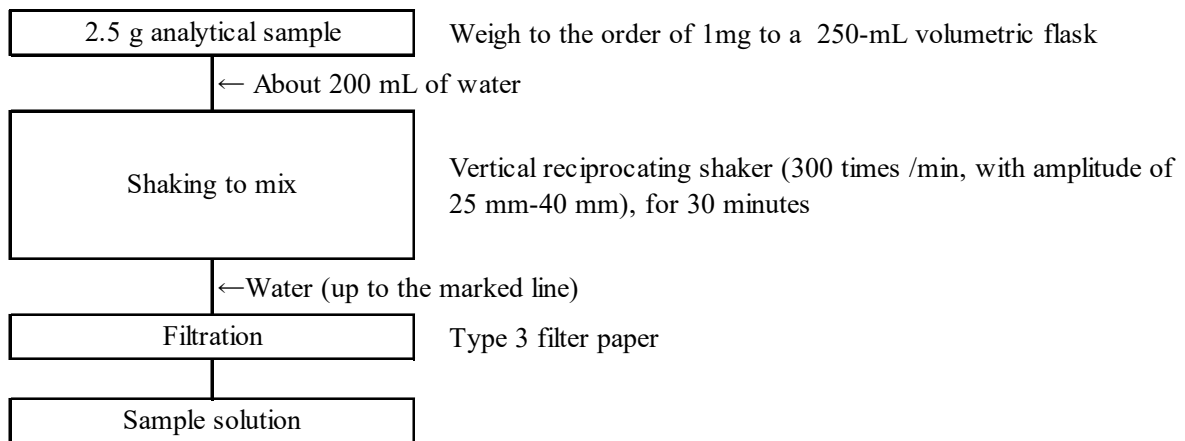 2.5 g analytical sample
Weigh to the order of 1mg to a 250-mL volumetric flask
← About 200 mL of water
Shaking to mix
Vertical reciprocating shaker (300 times /min, with amplitude of
25 mm-40 mm), for 30 minutes
←Water (up to the marked line)
Filtration
Type 3 filter paper
Sample solution